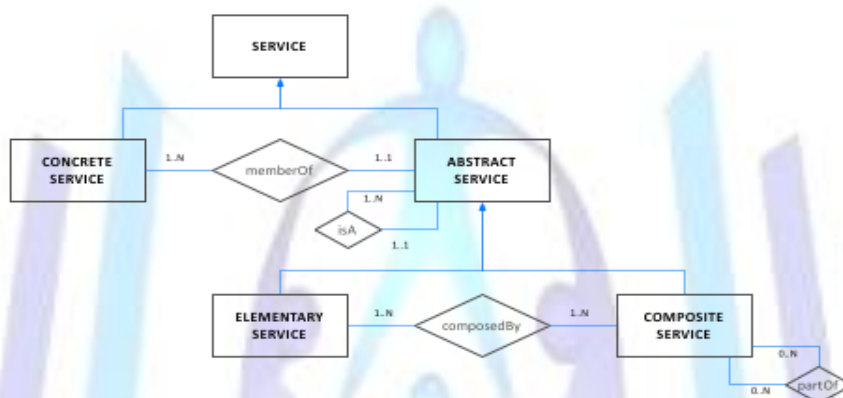 SERVICE
CONCRETE
SERVICE
1..N
memberOf
1..1
ABSTRACT
SERVICE
1..N
isA
1..1
ELEMENTARY
SERVICE
1..N
composedBy
1..N
COMPOSITE
SERVICE
0..N
0..N
partOf